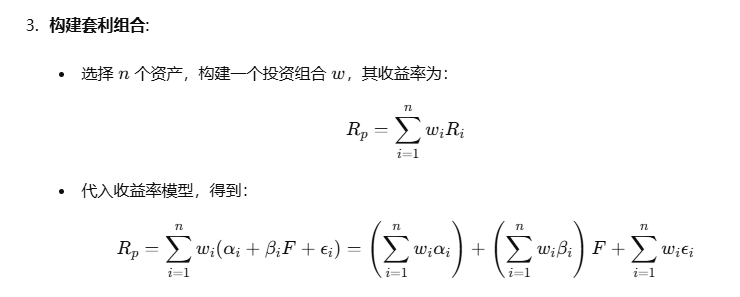 3. 构建套利组合:
• 选择 n 个资产，构建一个投资组合 w，其收益率为：
$$R_p = \sum_{i=1}^{n} w_i R_i$$
• 代入收益率模型，得到：
$$R_p = \sum_{i=1}^{n} w_i(\alpha_i + \beta_i F + \epsilon_i) = \left(\sum_{i=1}^{n} w_i \alpha_i\right) + \left(\sum_{i=1}^{n} w_i \beta_i\right) F + \sum_{i=1}^{n} w_i \epsilon_i$$